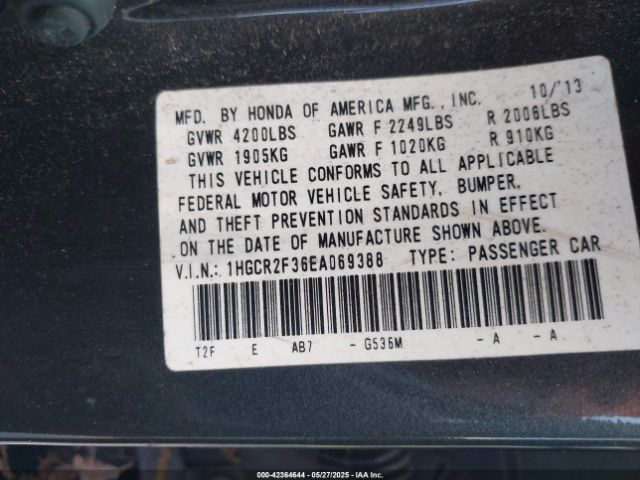 MFD. BY HONDA OF AMERICA MFG., INC. 10/'13
GVWR 4200LBS GAWR F 2249LBS R 2006LBS
GVWR 1905KG GAWR F 1020KG R 910KG
THIS VEHICLE CONFORMS TO ALL APPLICABLE
FEDERAL MOTOR VEHICLE SAFETY, BUMPER,
AND THEFT PREVENTION STANDARDS IN EFFECT
ON THE DATE OF MANUFACTURE SHOWN ABOVE.
V.I.N.: 1HGCR2F36EA069388 TYPE: PASSENGER CAR
T2F E AB7 - G536M - A - A
000-42364644 | 05/27/2025 | IAA Inc.